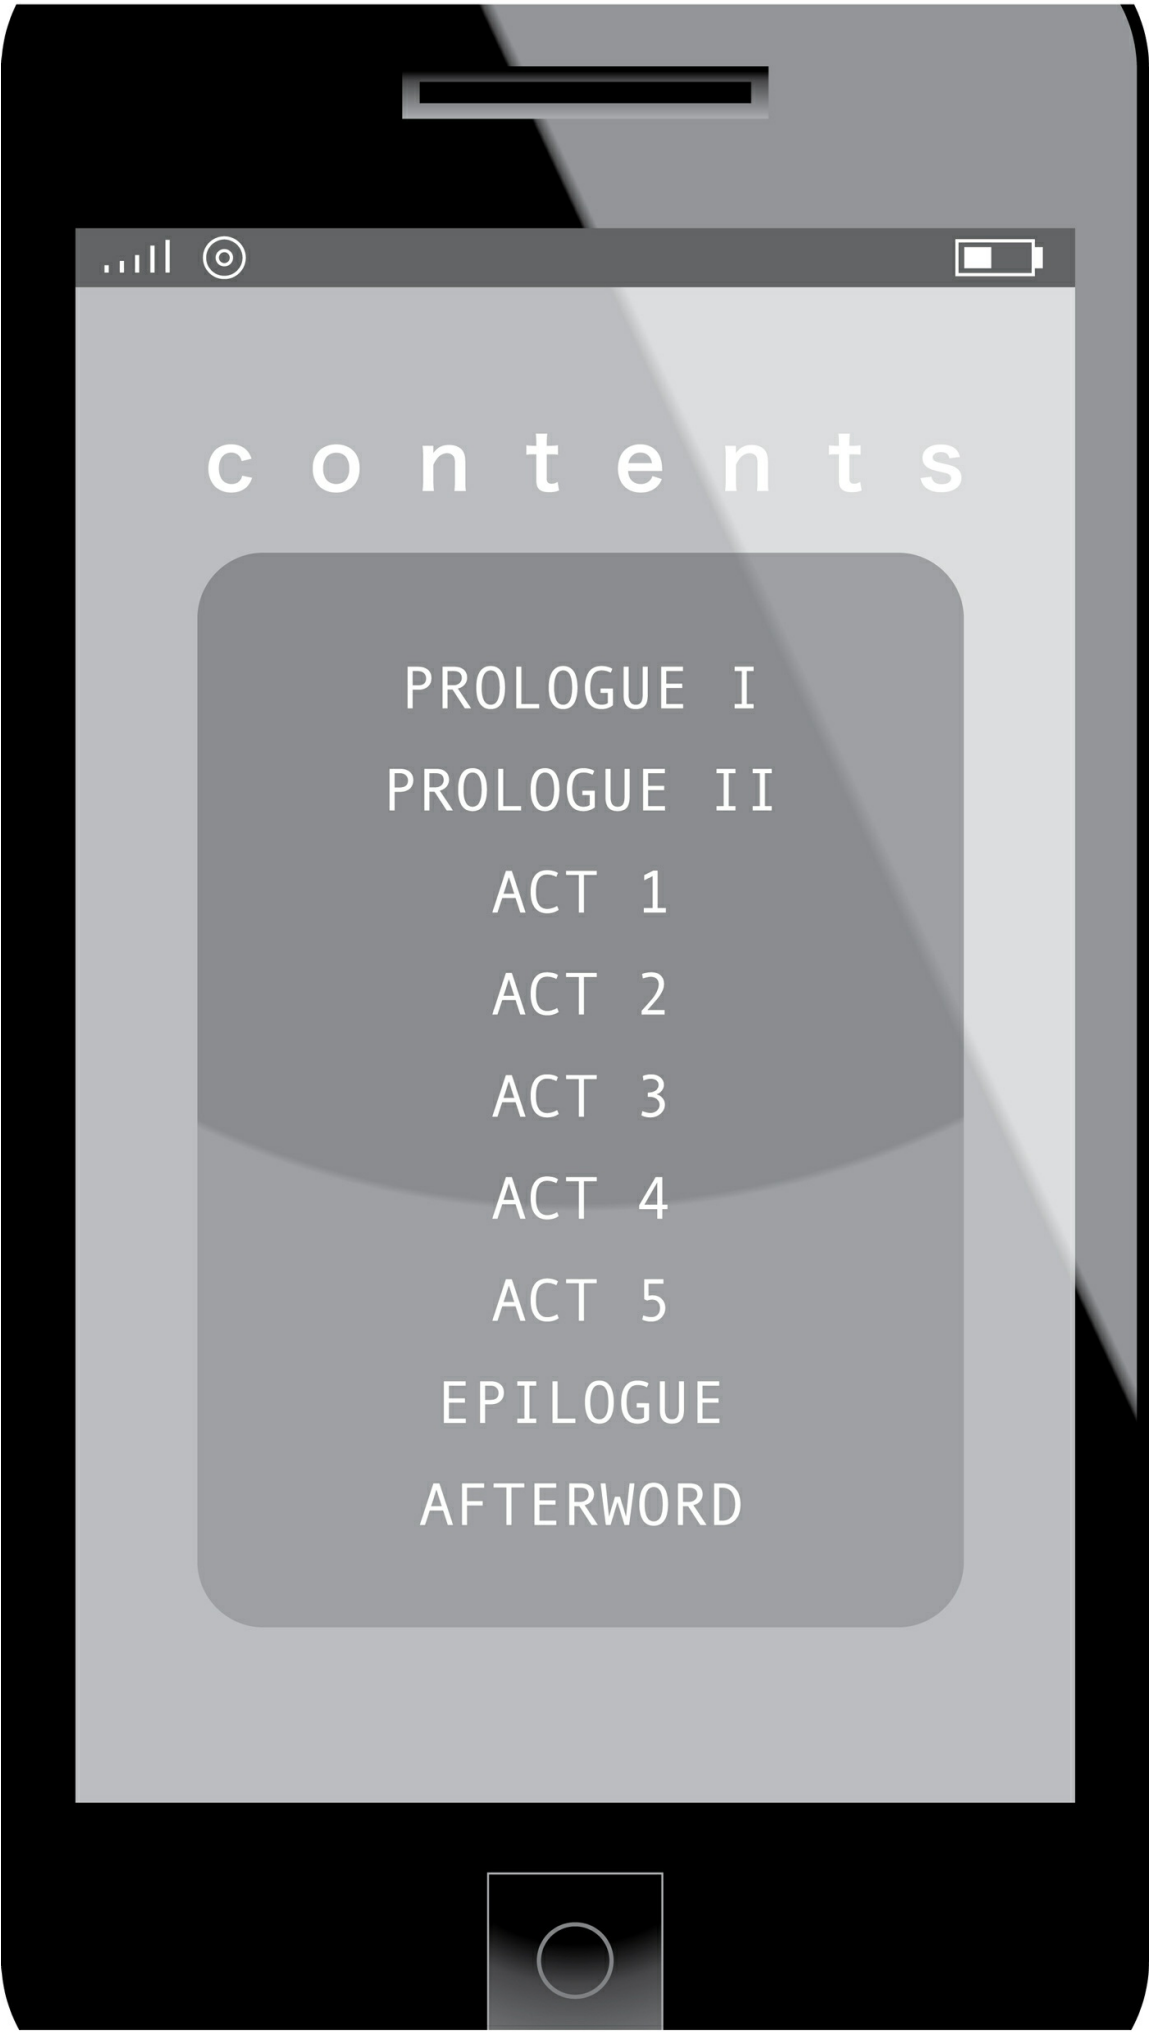 contents
PROLOGUE I
PROLOGUE II
ACT 1
ACT 2
ACT 3
ACT 4
ACT 5
EPILOGUE
AFTERWORD